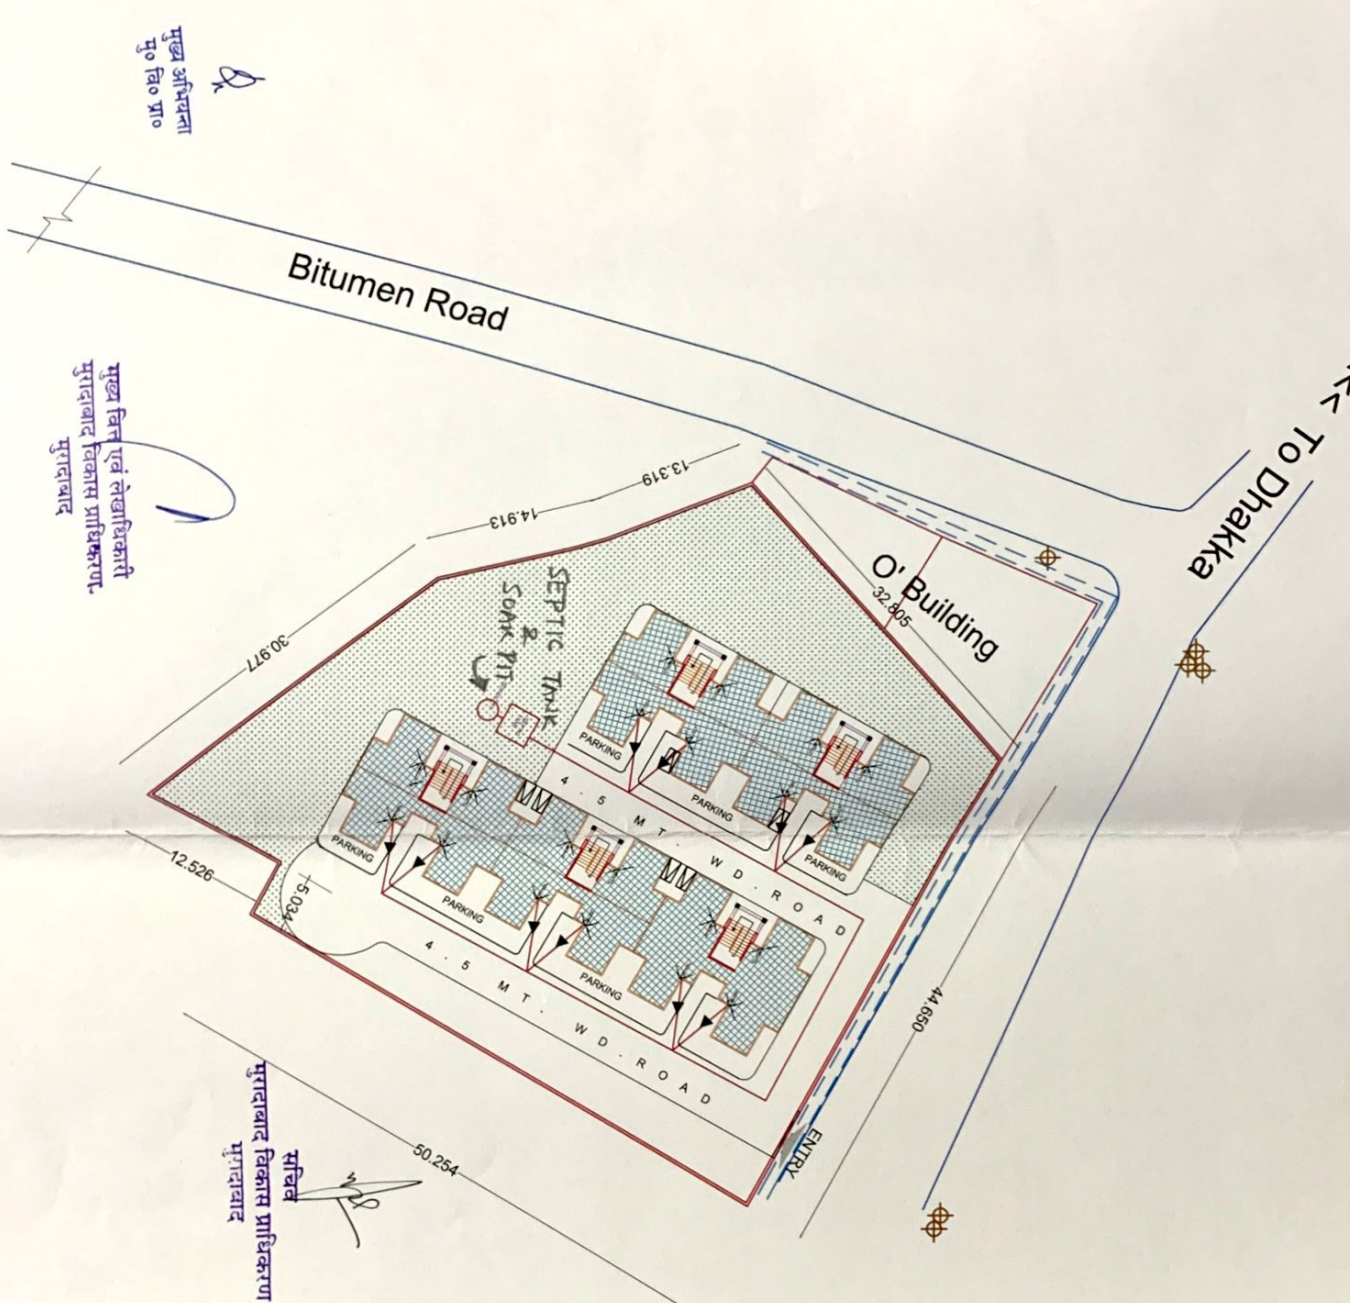 मुख्य अभियन्ता
मु० वि० प्रा०
Bitumen Road
<< To Dhakka
मुख्य वित्त एवं लेखाधिकारी
मुरादाबाद विकास प्राधिकरण
मुरादाबाद
13.319
14.913
30.977
O' Building
32.805
SEPTIC TANK
&
SOAK PIT
PARKING
PARKING
PARKING
4.5 MT WD.ROAD
PARKING
PARKING
PARKING
4.5 MT. WD.ROAD
12.526
5.034
44.650
ENTRY
50.254
सचिव
मुरादाबाद विकास प्राधिकरण
मुरादाबाद